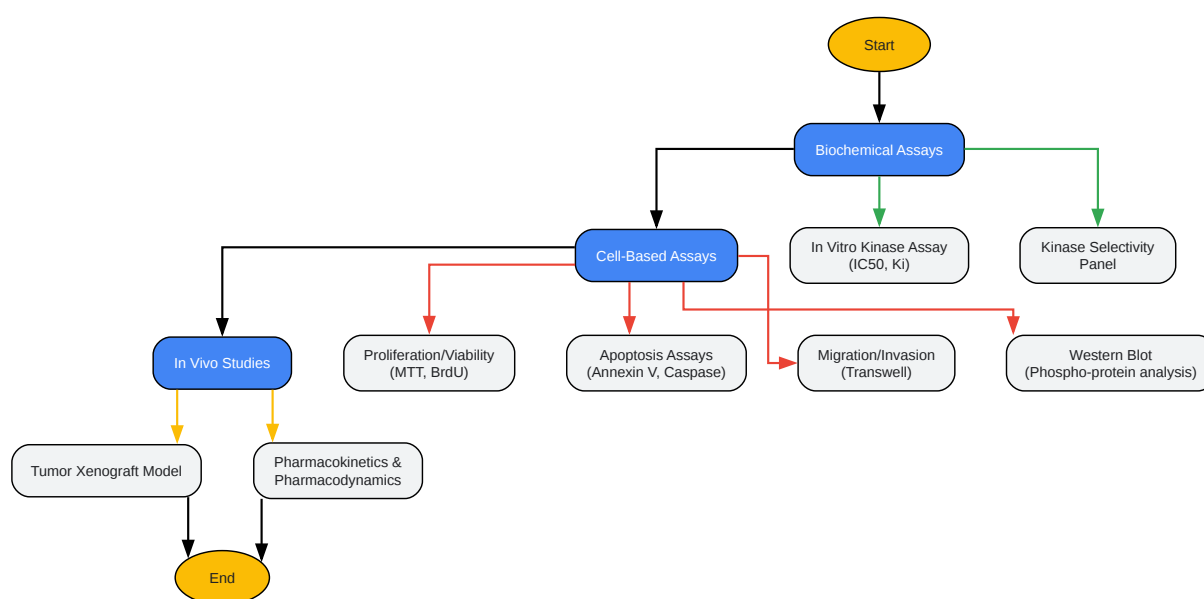 Start
Biochemical Assays
In Vitro Kinase Assay
(IC50, Ki)
Kinase Selectivity
Panel
Cell-Based Assays
In Vivo Studies
Proliferation/Viability
(MTT, BrdU)
Apoptosis Assays
(Annexin V, Caspase)
Migration/Invasion
(Transwell)
Western Blot
(Phospho-protein analysis)
Tumor Xenograft Model
Pharmacokinetics &
Pharmacodynamics
End